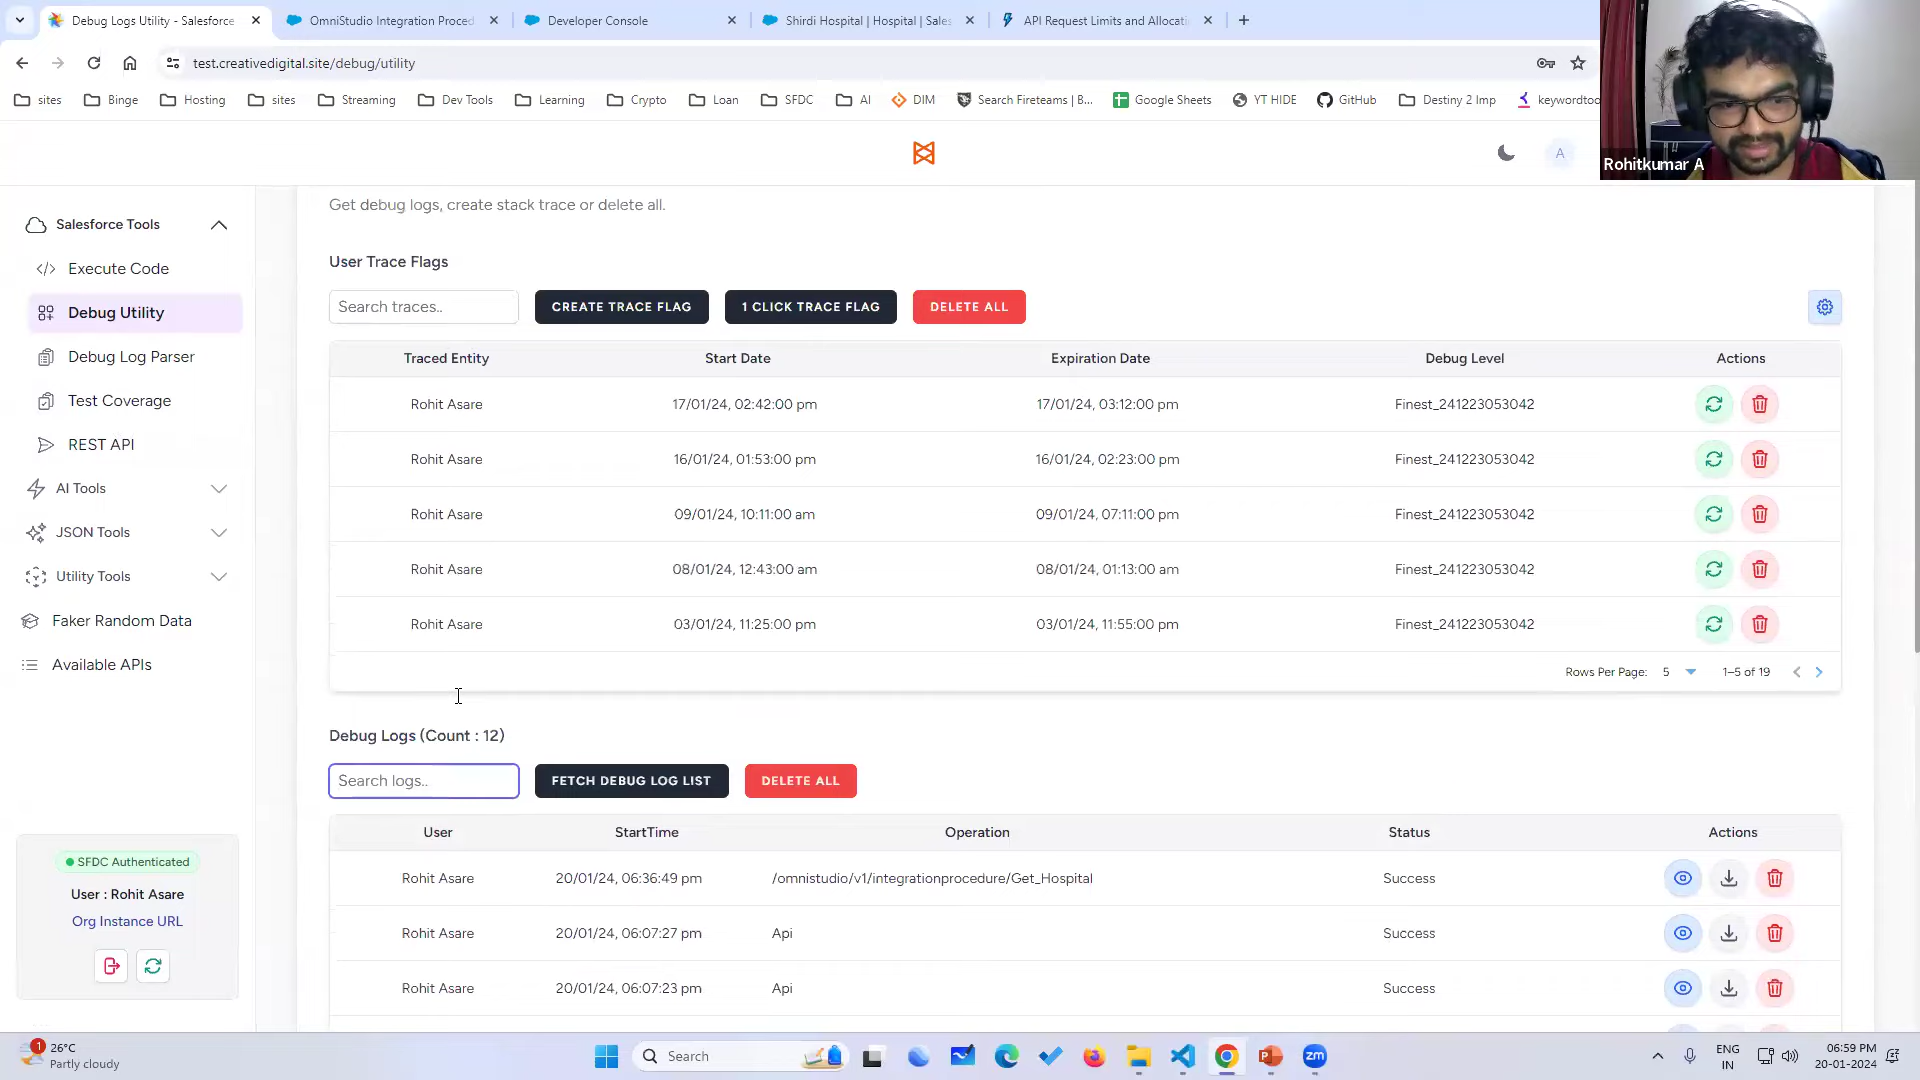 Debug Logs Utility - Salesforce
OmniStudio Integration Proced
Developer Console
Shirdi Hospital | Hospital | Sales
API Request Limits and Allocati
test.creativedigital.site/debug/utility
sites
Binge
Hosting
sites
Streaming
Dev Tools
Learning
Crypto
Loan
SFDC
AI
DIM
Search Fireteams | B...
Google Sheets
YT HIDE
GitHub
Destiny 2 Imp
keywordtoo
A
Rohitkumar A
Salesforce Tools
Execute Code
Debug Utility
Debug Log Parser
Test Coverage
REST API
AI Tools
JSON Tools
Utility Tools
Faker Random Data
Available APIs
SFDC Authenticated
User : Rohit Asare
Org Instance URL
Get debug logs, create stack trace or delete all.
User Trace Flags
Search traces.. CREATE TRACE FLAG 1 CLICK TRACE FLAG DELETE ALL
Traced Entity Start Date Expiration Date Debug Level Actions
Rohit Asare 17/01/24, 02:42:00 pm 17/01/24, 03:12:00 pm Finest_241223053042
Rohit Asare 16/01/24, 01:53:00 pm 16/01/24, 02:23:00 pm Finest_241223053042
Rohit Asare 09/01/24, 10:11:00 am 09/01/24, 07:11:00 pm Finest_241223053042
Rohit Asare 08/01/24, 12:43:00 am 08/01/24, 01:13:00 am Finest_241223053042
Rohit Asare 03/01/24, 11:25:00 pm 03/01/24, 11:55:00 pm Finest_241223053042
Rows Per Page: 5 1–5 of 19
Debug Logs (Count : 12)
Search logs.. FETCH DEBUG LOG LIST DELETE ALL
User StartTime Operation Status Actions
Rohit Asare 20/01/24, 06:36:49 pm /omnistudio/v1/integrationprocedure/Get_Hospital Success
Rohit Asare 20/01/24, 06:07:27 pm Api Success
Rohit Asare 20/01/24, 06:07:23 pm Api Success
1
26°C
Partly cloudy
Search
zm
ENG
IN
06:59 PM
20-01-2024